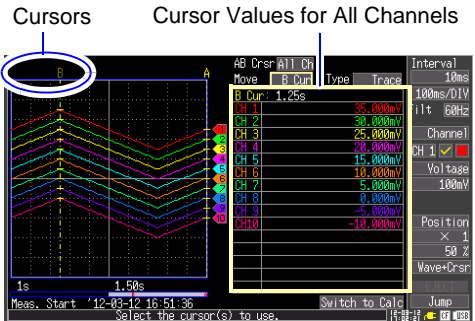 Cursors
Cursor Values for All Channels
B
A
AB Crsr All Ch
Move B Cur Type Trace
B Cur: 1.25s
CH 1 35.000mV
CH 2 30.000mV
CH 3 25.000mV
CH 4 20.000mV
CH 5 15.000mV
CH 6 10.000mV
CH 7 5.000mV
CH 8 0.000mV
CH 9 -5.000mV
CH10 -10.000mV
Interval
10ms
100ms/DIV
Filt 60Hz
Channel
CH 1
Voltage
100mV
Position
× 1
50 %
Wave+Crsr
EJECT
Jump
1s 1.50s
Meas. Start '12-03-12 16:51:36
Switch to Calc
Select the cursor(s) to use.
CF USB